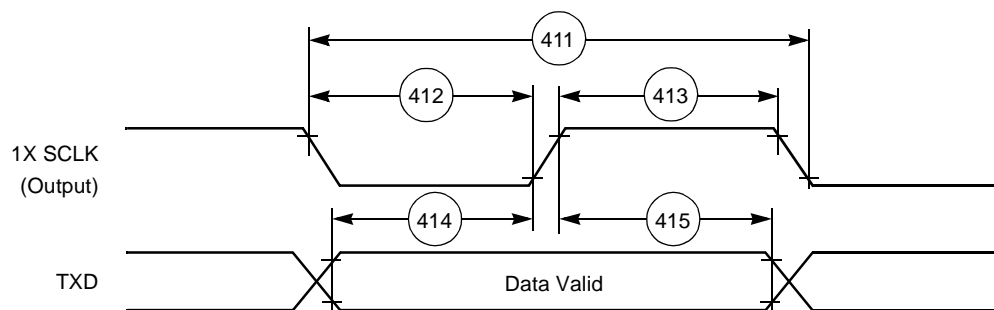 411
412
413
1X SCLK
(Output)
414
415
TXD
Data Valid